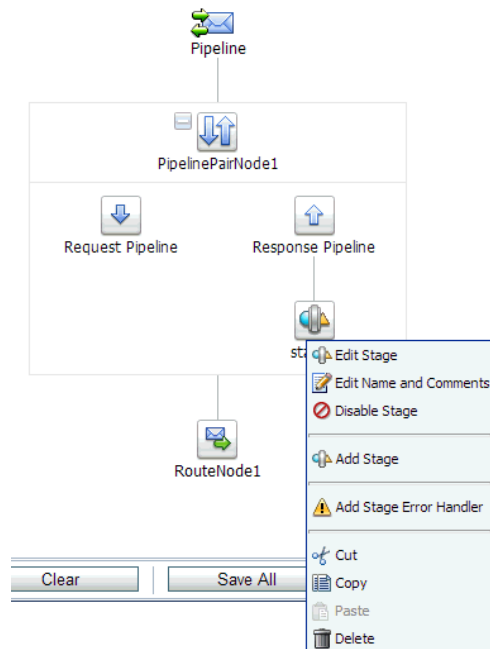 Pipeline
PipelinePairNode1
Request Pipeline
Response Pipeline
Edit Stage
Edit Name and Comments
Disable Stage
Add Stage
Add Stage Error Handler
Cut
Copy
Paste
Delete
RouteNode1
Clear
Save All